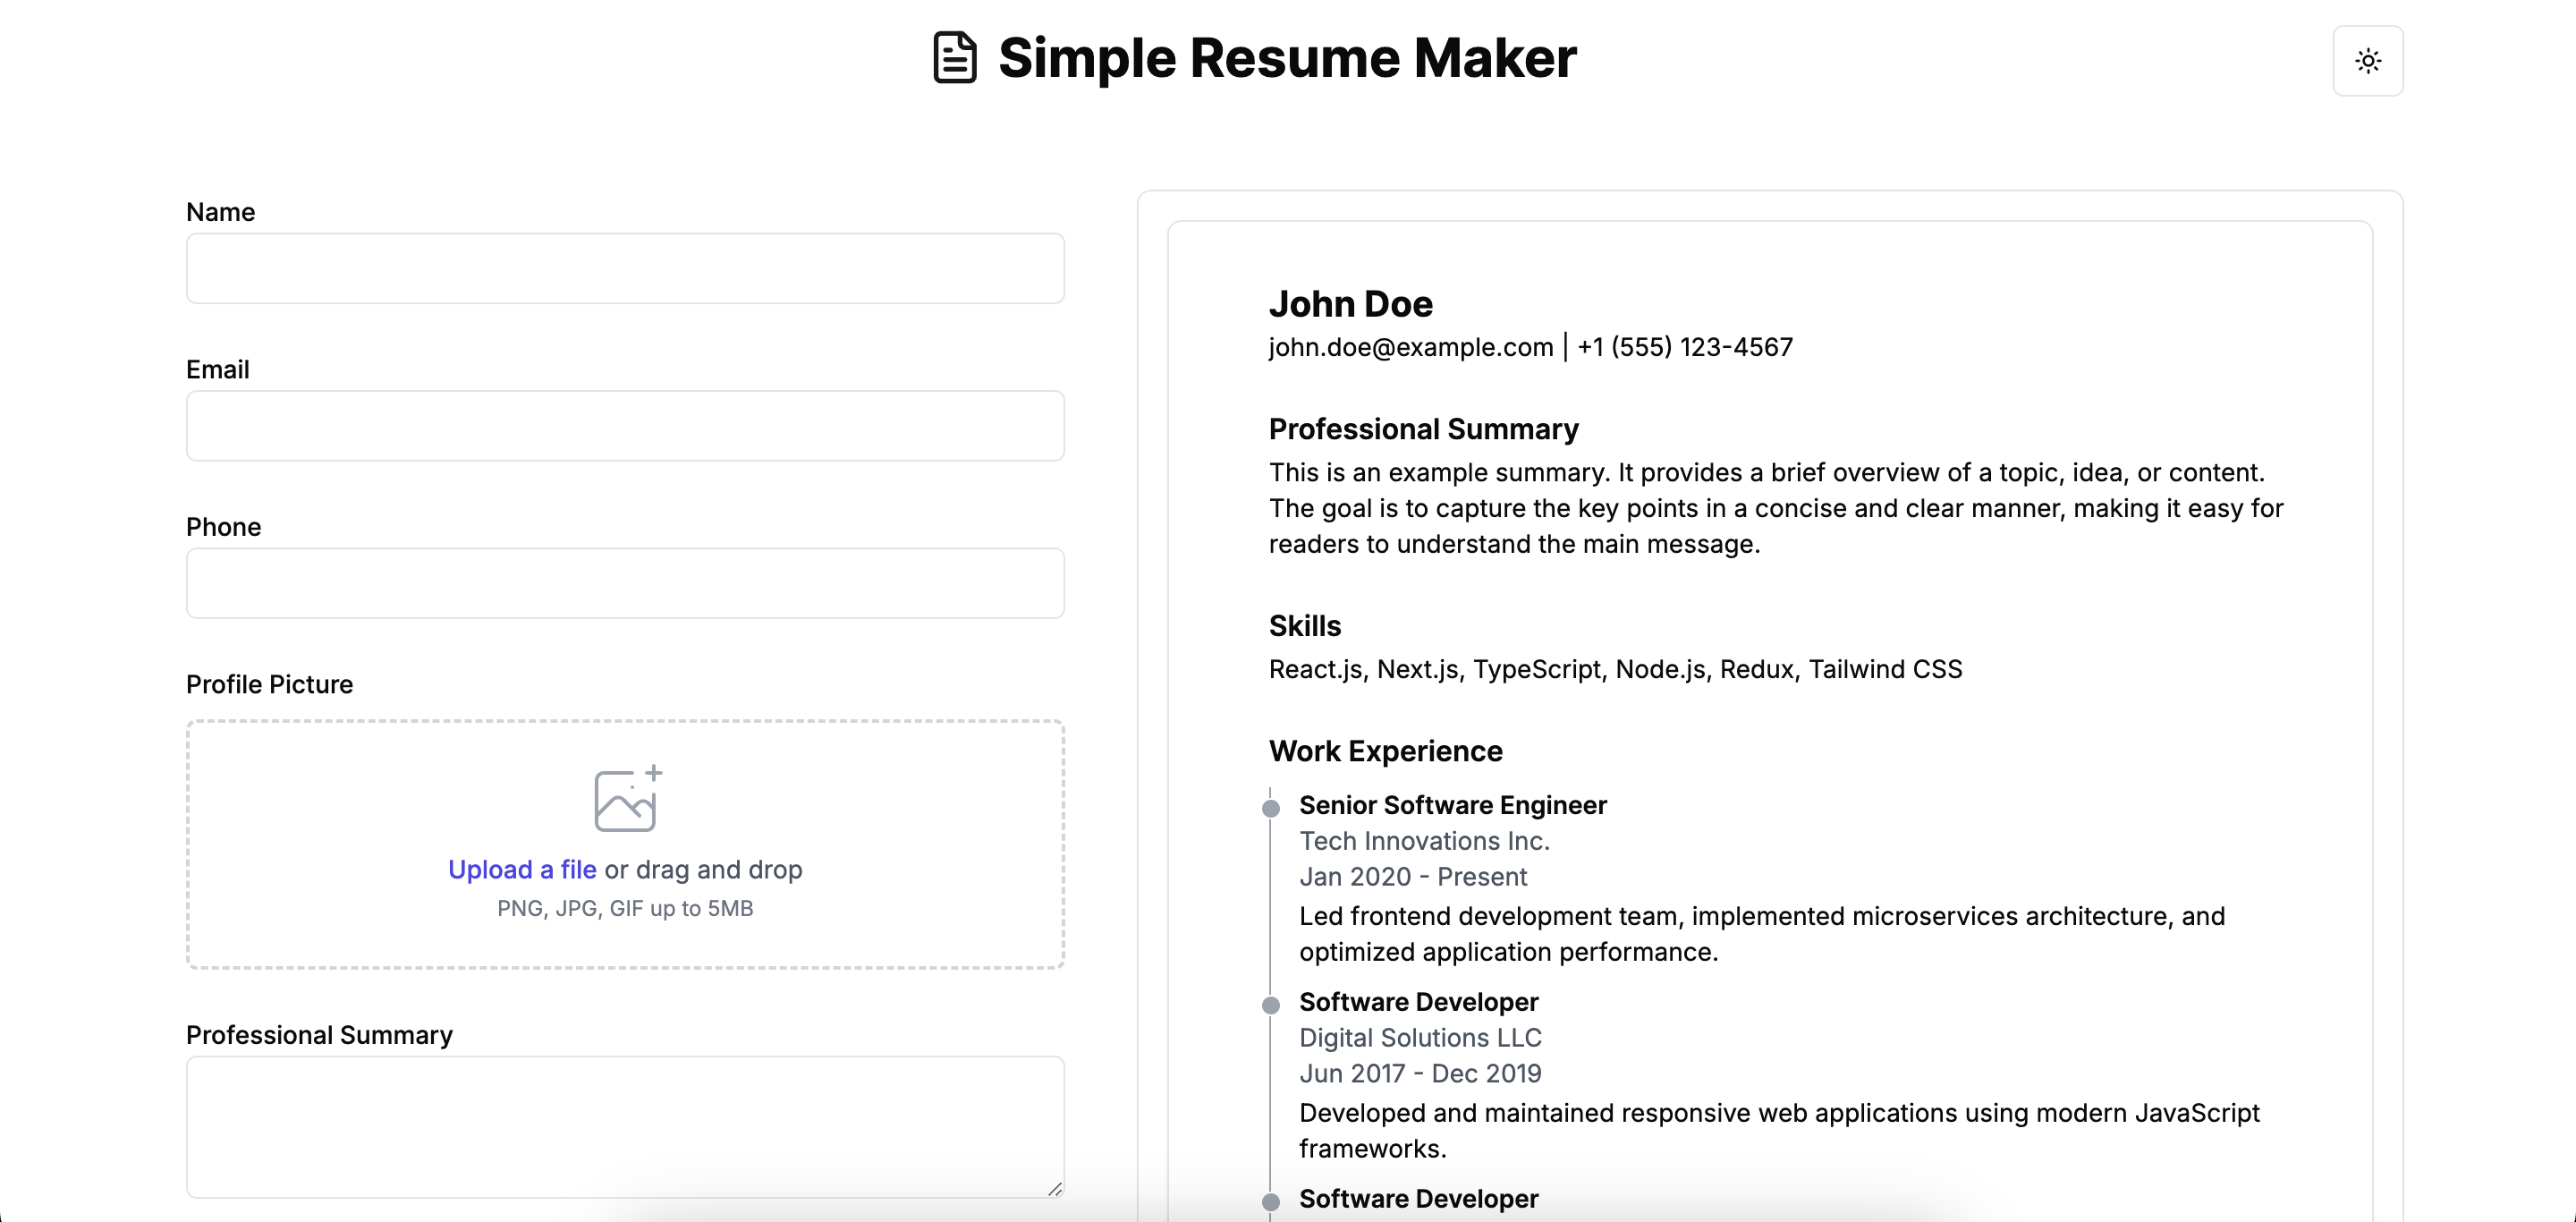 Simple Resume Maker
Name
Email
Phone
Profile Picture
Upload a file or drag and drop
PNG, JPG, GIF up to 5MB
Professional Summary
John Doe
john.doe@example.com | +1 (555) 123-4567
Professional Summary
This is an example summary. It provides a brief overview of a topic, idea, or content.
The goal is to capture the key points in a concise and clear manner, making it easy for
readers to understand the main message.
Skills
React.js, Next.js, TypeScript, Node.js, Redux, Tailwind CSS
Work Experience
Senior Software Engineer
Tech Innovations Inc.
Jan 2020 - Present
Led frontend development team, implemented microservices architecture, and
optimized application performance.
Software Developer
Digital Solutions LLC
Jun 2017 - Dec 2019
Developed and maintained responsive web applications using modern JavaScript
frameworks.
Software Developer